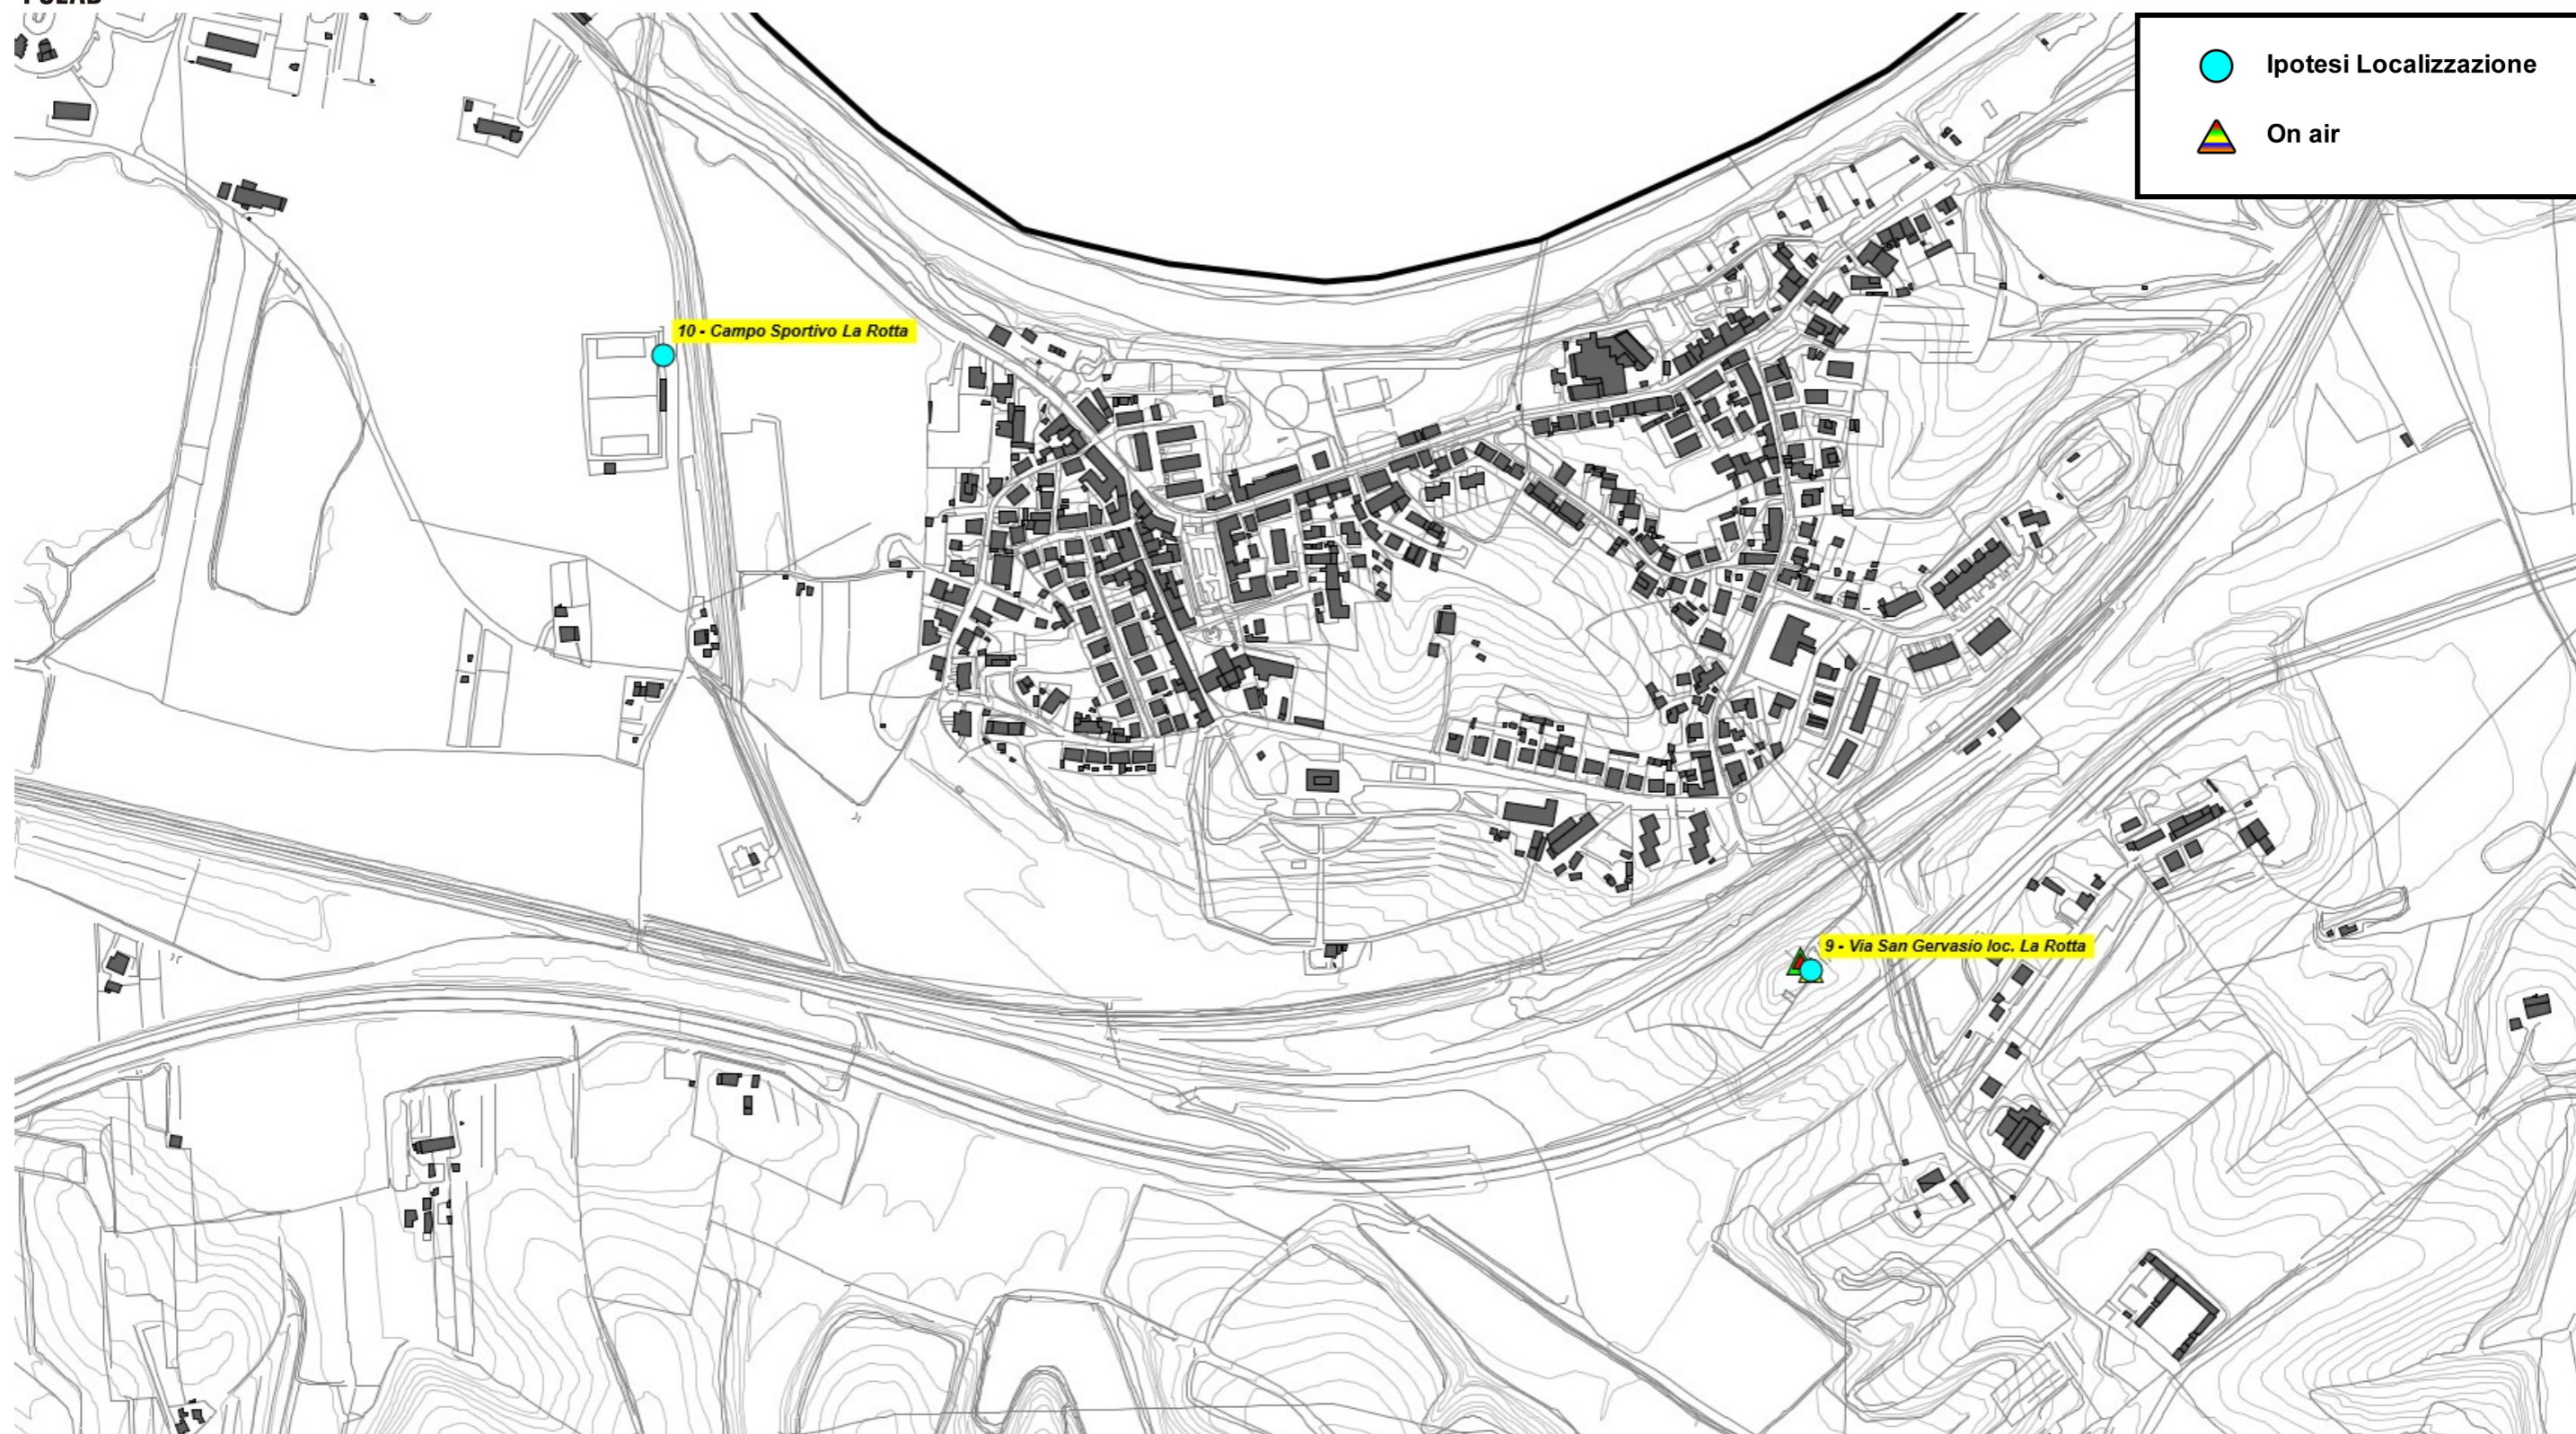 Ipotesi Localizzazione
On air
10 - Campo Sportivo La Rotta
9 - Via San Gervasio loc. La Rotta